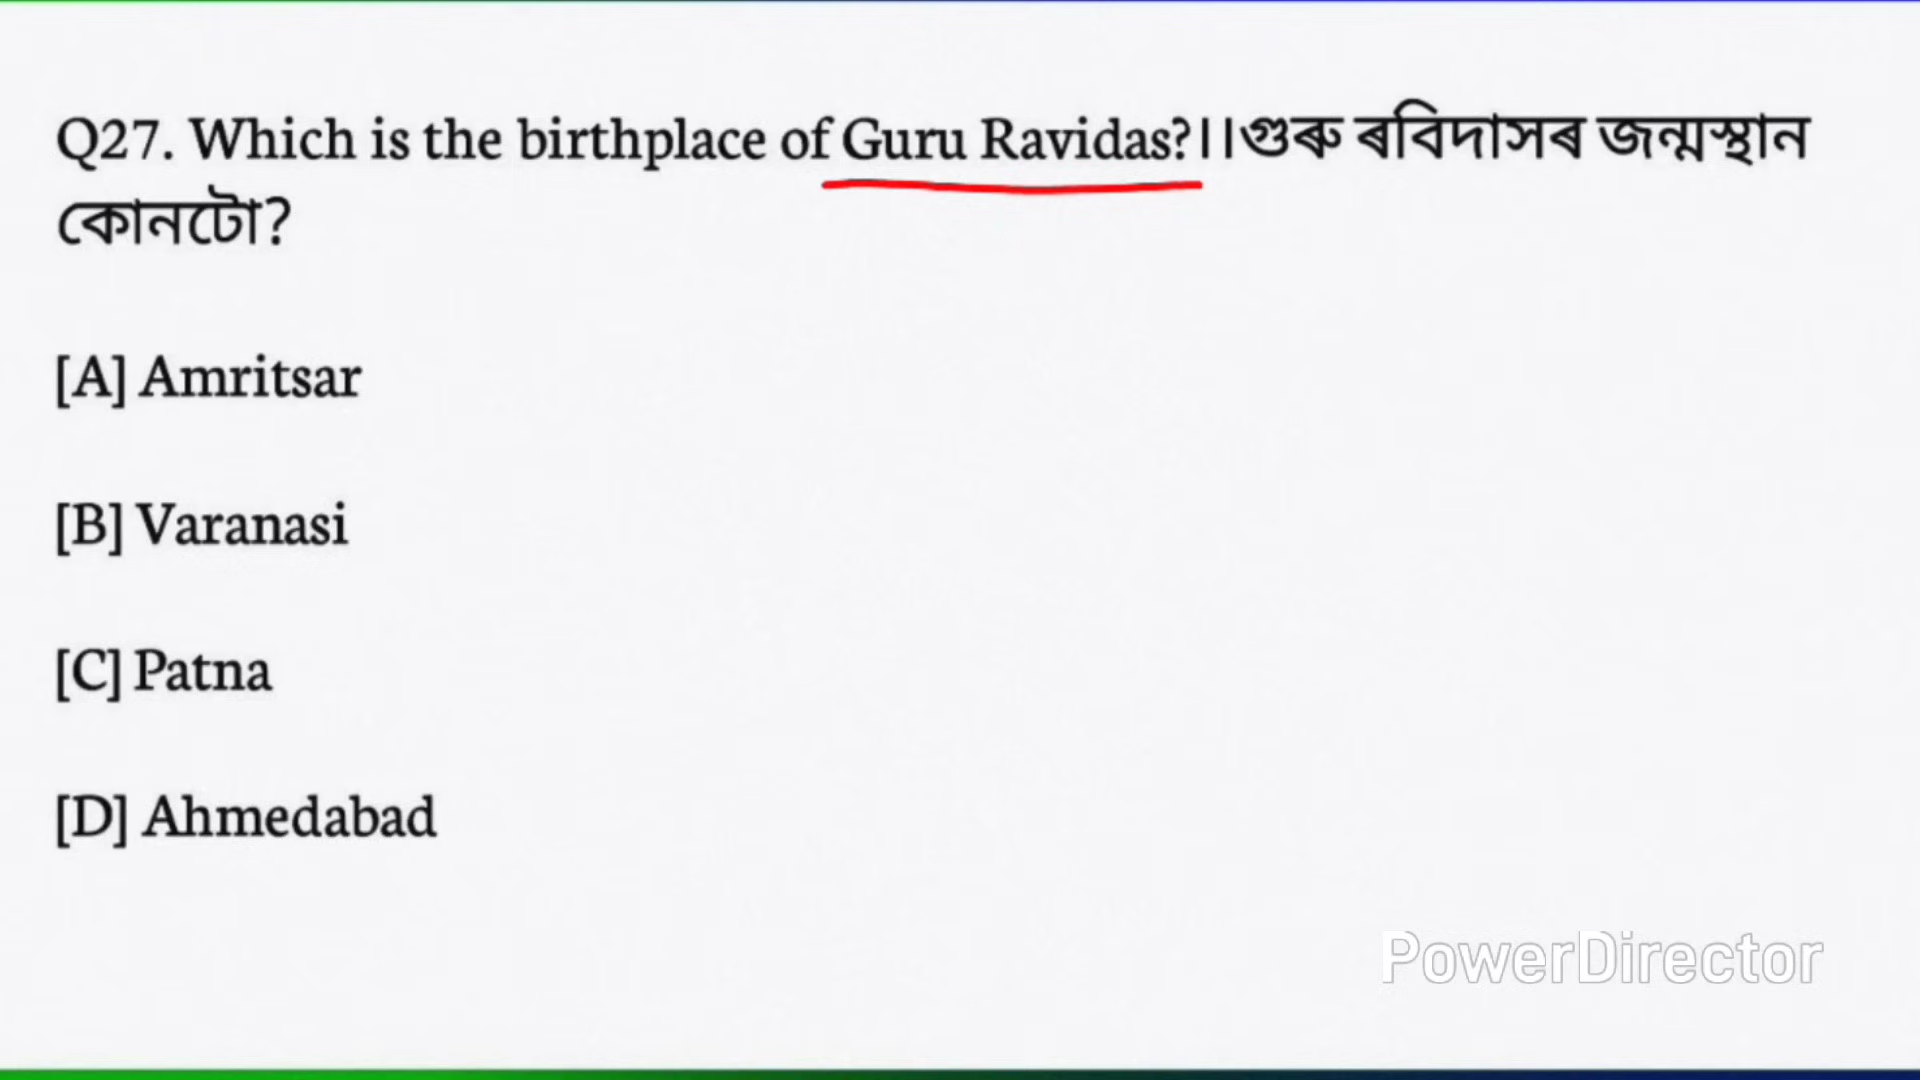 Q27. Which is the birthplace of Guru Ravidas?।।গুৰু ৰবিদাসৰ জন্মস্থান
কোনটো?
[A] Amritsar
[B] Varanasi
[C] Patna
[D] Ahmedabad
PowerDirector